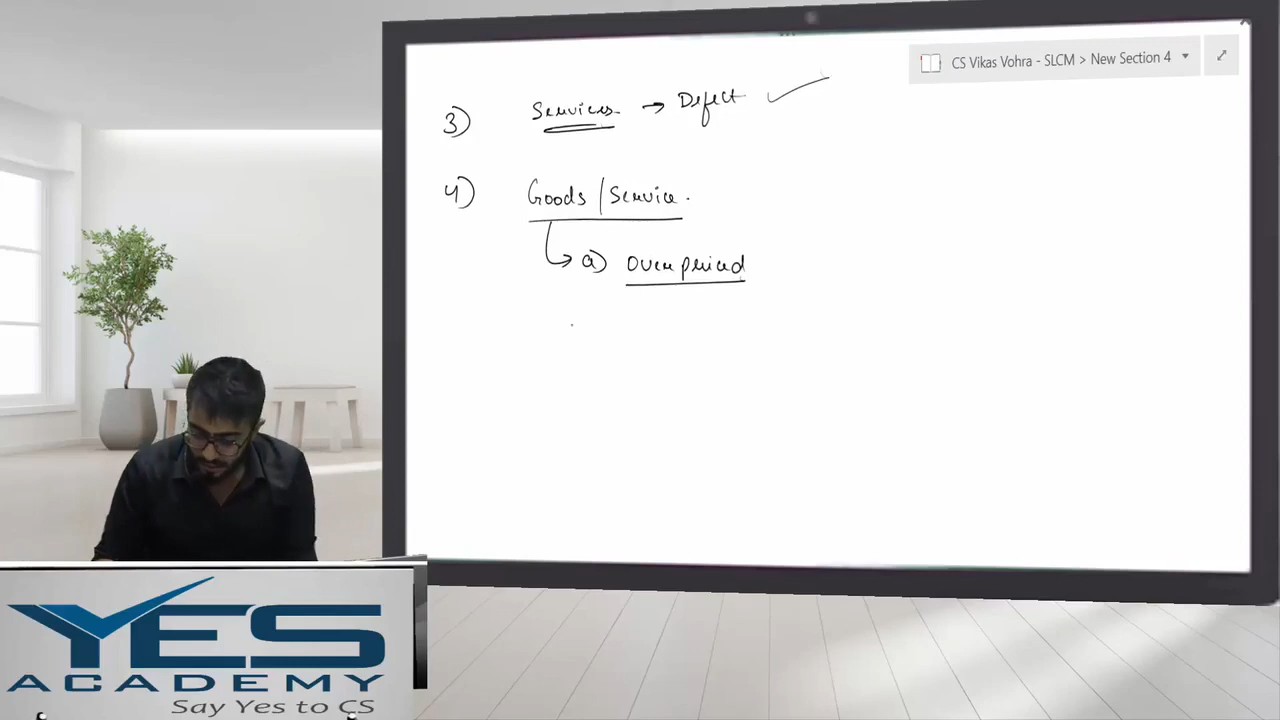 CS Vikas Vohra - SLCM > New Section 4
3) Services → Defect ✓
4) Goods / Service.
a) Overpriced
YES
ACADEMY
Say Yes to CS